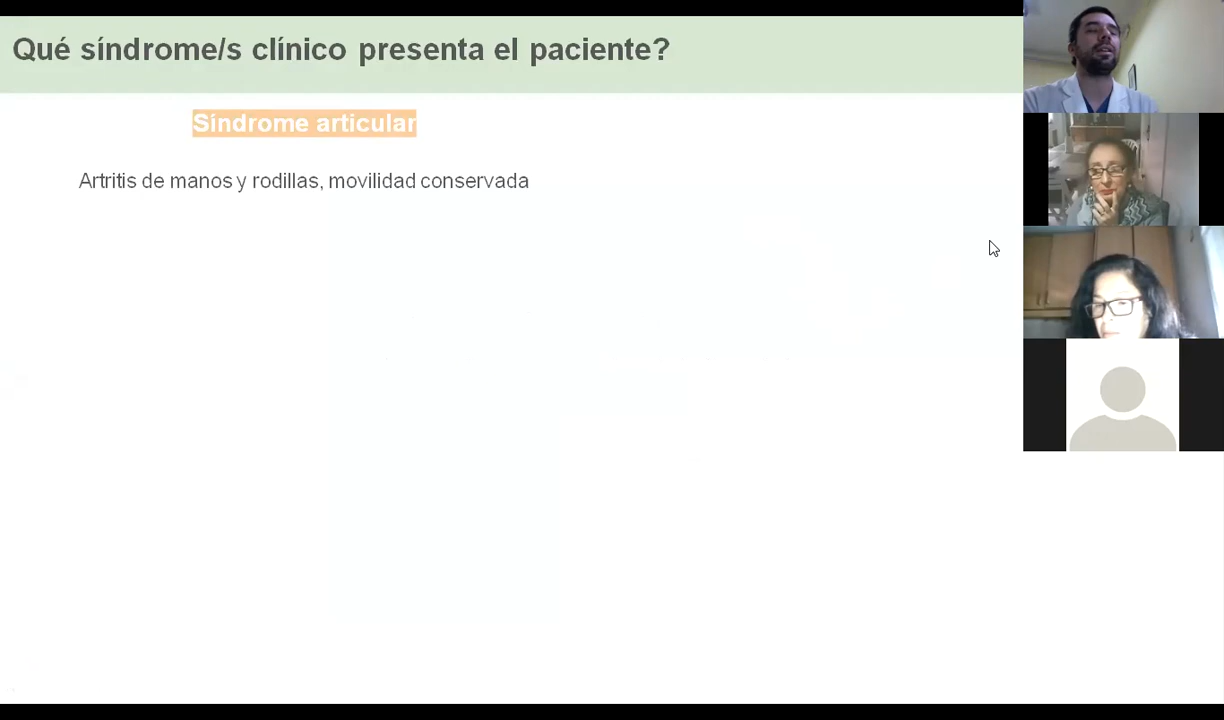 Qué síndrome/s clínico presenta el paciente?
Síndrome articular
Artritis de manos y rodillas, movilidad conservada